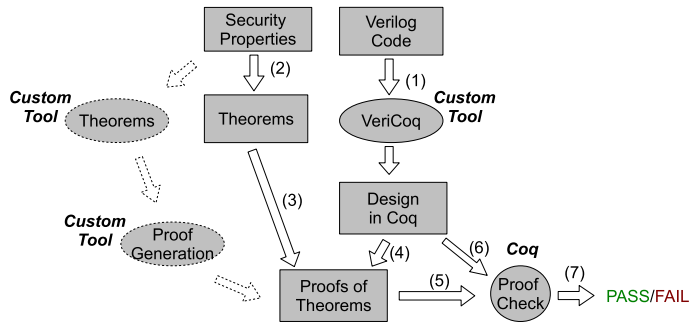 Security
Properties
Verilog
Code
(2)
(1)
Custom
Tool
Theorems
Theorems
VeriCoq
Custom
Tool
(3)
Design
in Coq
Custom
Tool
Proof
Generation
(4)
(6)
Coq
Proofs of
Theorems
(5)
Proof
Check
(7)
PASS/FAIL